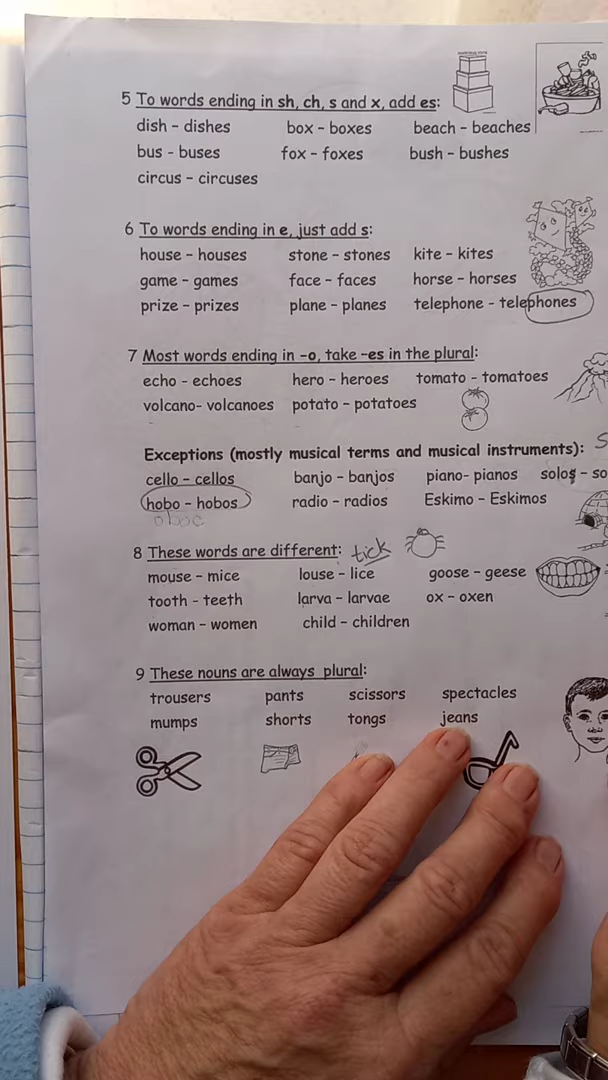 5 To words ending in sh, ch, s and x, add es:
dish – dishes box – boxes beach – beaches
bus - buses fox – foxes bush – bushes
circus – circuses
6 To words ending in e, just add s:
house – houses stone – stones kite – kites
game – games face – faces horse – horses
prize – prizes plane – planes telephone - telephones
7 Most words ending in –o, take –es in the plural:
echo – echoes hero – heroes tomato – tomatoes
volcano- volcanoes potato – potatoes
Exceptions (mostly musical terms and musical instruments):
cello – cellos banjo – banjos piano- pianos solos – so
hobo – hobos radio – radios Eskimo – Eskimos
oboe
8 These words are different: tick
mouse – mice louse – lice goose – geese
tooth – teeth larva – larvae ox – oxen
woman – women child – children
9 These nouns are always plural:
trousers pants scissors spectacles
mumps shorts tongs jeans